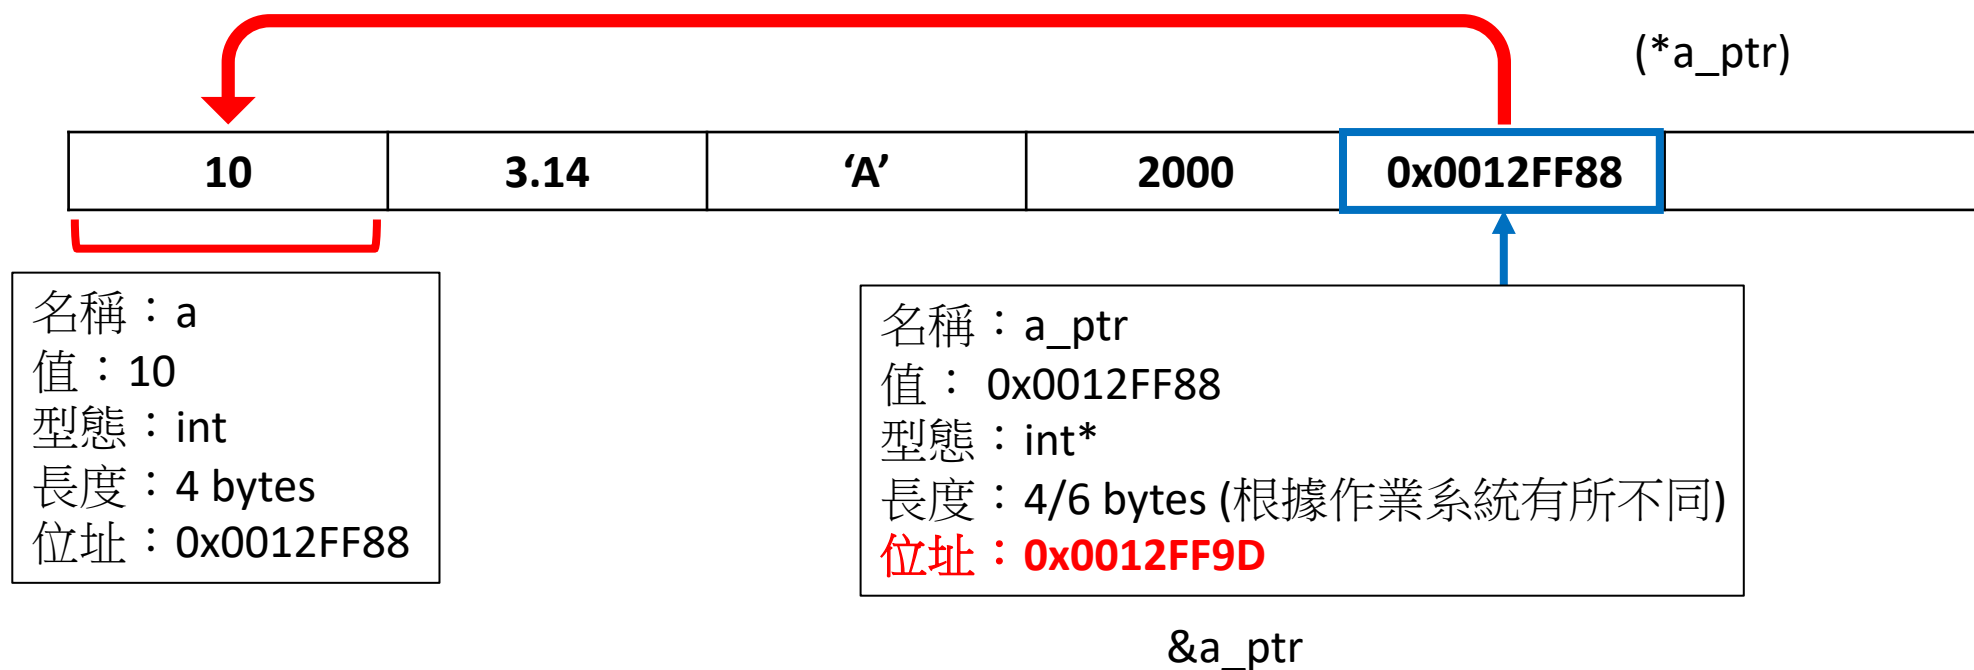 (*a_ptr)
10 3.14 ‘A’ 2000 0x0012FF88
名稱：a
值：10
型態：int
長度：4 bytes
位址：0x0012FF88
名稱：a_ptr
值： 0x0012FF88
型態：int*
長度：4/6 bytes (根據作業系統有所不同)
位址：0x0012FF9D
&a_ptr